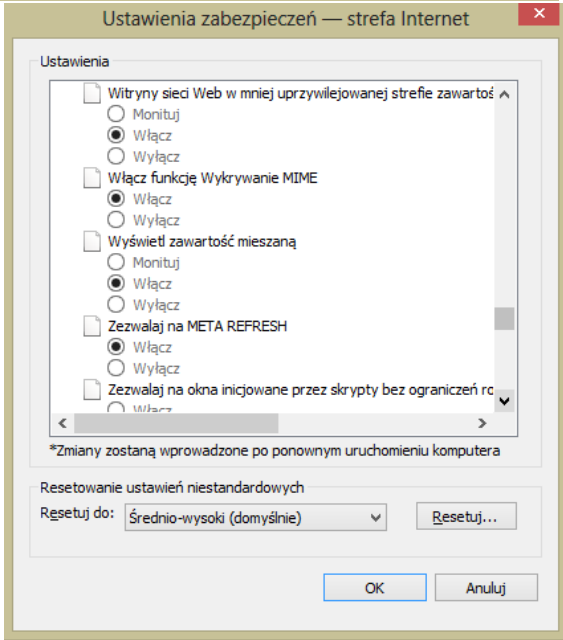 Ustawienia zabezpieczeń — strefa Internet
Ustawienia
Witryny sieci Web w mniej uprzywilejowanej strefie zawartoś
Monituj
Włącz
Wyłącz
Włącz funkcję Wykrywanie MIME
Włącz
Wyłącz
Wyświetl zawartość mieszaną
Monituj
Włącz
Wyłącz
Zezwalaj na META REFRESH
Włącz
Wyłącz
Zezwalaj na okna inicjowane przez skrypty bez ograniczeń ro
Włącz
*Zmiany zostaną wprowadzone po ponownym uruchomieniu komputera
Resetowanie ustawień niestandardowych
Resetuj do: Średnio-wysoki (domyślnie) Resetuj...
OK Anuluj